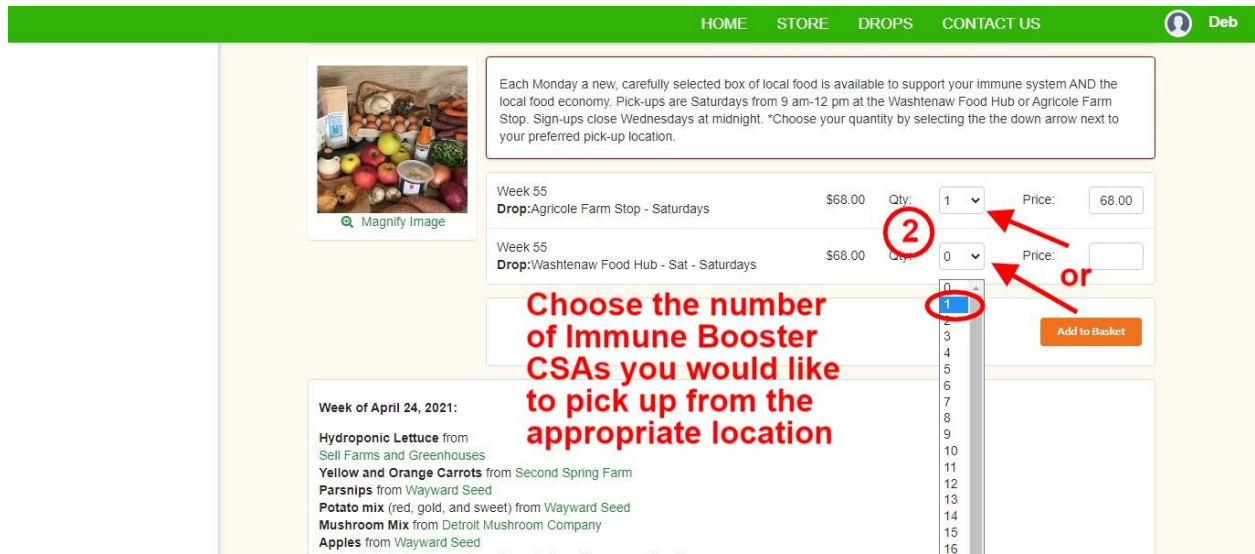 HOME STORE DROPS CONTACT US Deb
Each Monday a new, carefully selected box of local food is available to support your immune system AND the
local food economy. Pick-ups are Saturdays from 9 am-12 pm at the Washtenaw Food Hub or Agricole Farm
Stop. Sign-ups close Wednesdays at midnight. *Choose your quantity by selecting the the down arrow next to
your preferred pick-up location.
Magnify Image
Week 55
Drop:Agricole Farm Stop - Saturdays $68.00 Qty: 1 Price: 68.00
2
Week 55
Drop:Washtenaw Food Hub - Sat - Saturdays $68.00 Qty: 0 Price:
or
0
1
2
3
4
5
6
7
8
9
10
11
12
13
14
15
16
Add to Basket
Choose the number
of Immune Booster
CSAs you would like
to pick up from the
appropriate location
Week of April 24, 2021:
Hydroponic Lettuce from
Sell Farms and Greenhouses
Yellow and Orange Carrots from Second Spring Farm
Parsnips from Wayward Seed
Potato mix (red, gold, and sweet) from Wayward Seed
Mushroom Mix from Detroit Mushroom Company
Apples from Wayward Seed